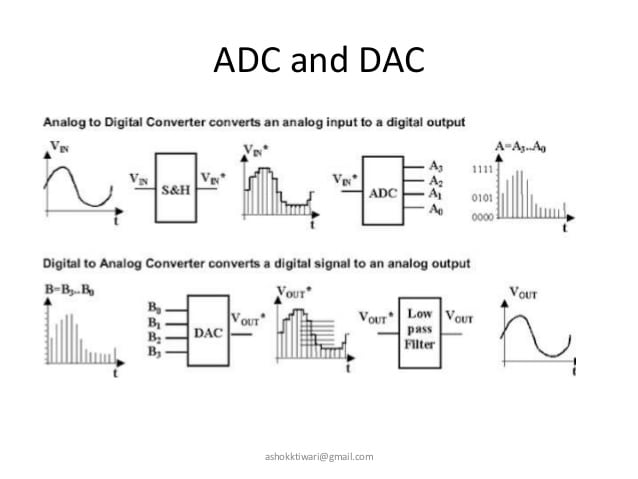 ADC and DAC
Analog to Digital Converter converts an analog input to a digital output
VIN
VIN
S&H
VIN*
VIN*
t
t
VIN*
ADC
A3
A2
A1
A0
A=A3..A0
1111
0101
0000
t
Digital to Analog Converter converts a digital signal to an analog output
B=B3..B0
t
B0
B1
B2
B3
DAC
VOUT*
VOUT*
t
VOUT*
Low
pass
Filter
VOUT
VOUT
t
ashokktiwari@gmail.com